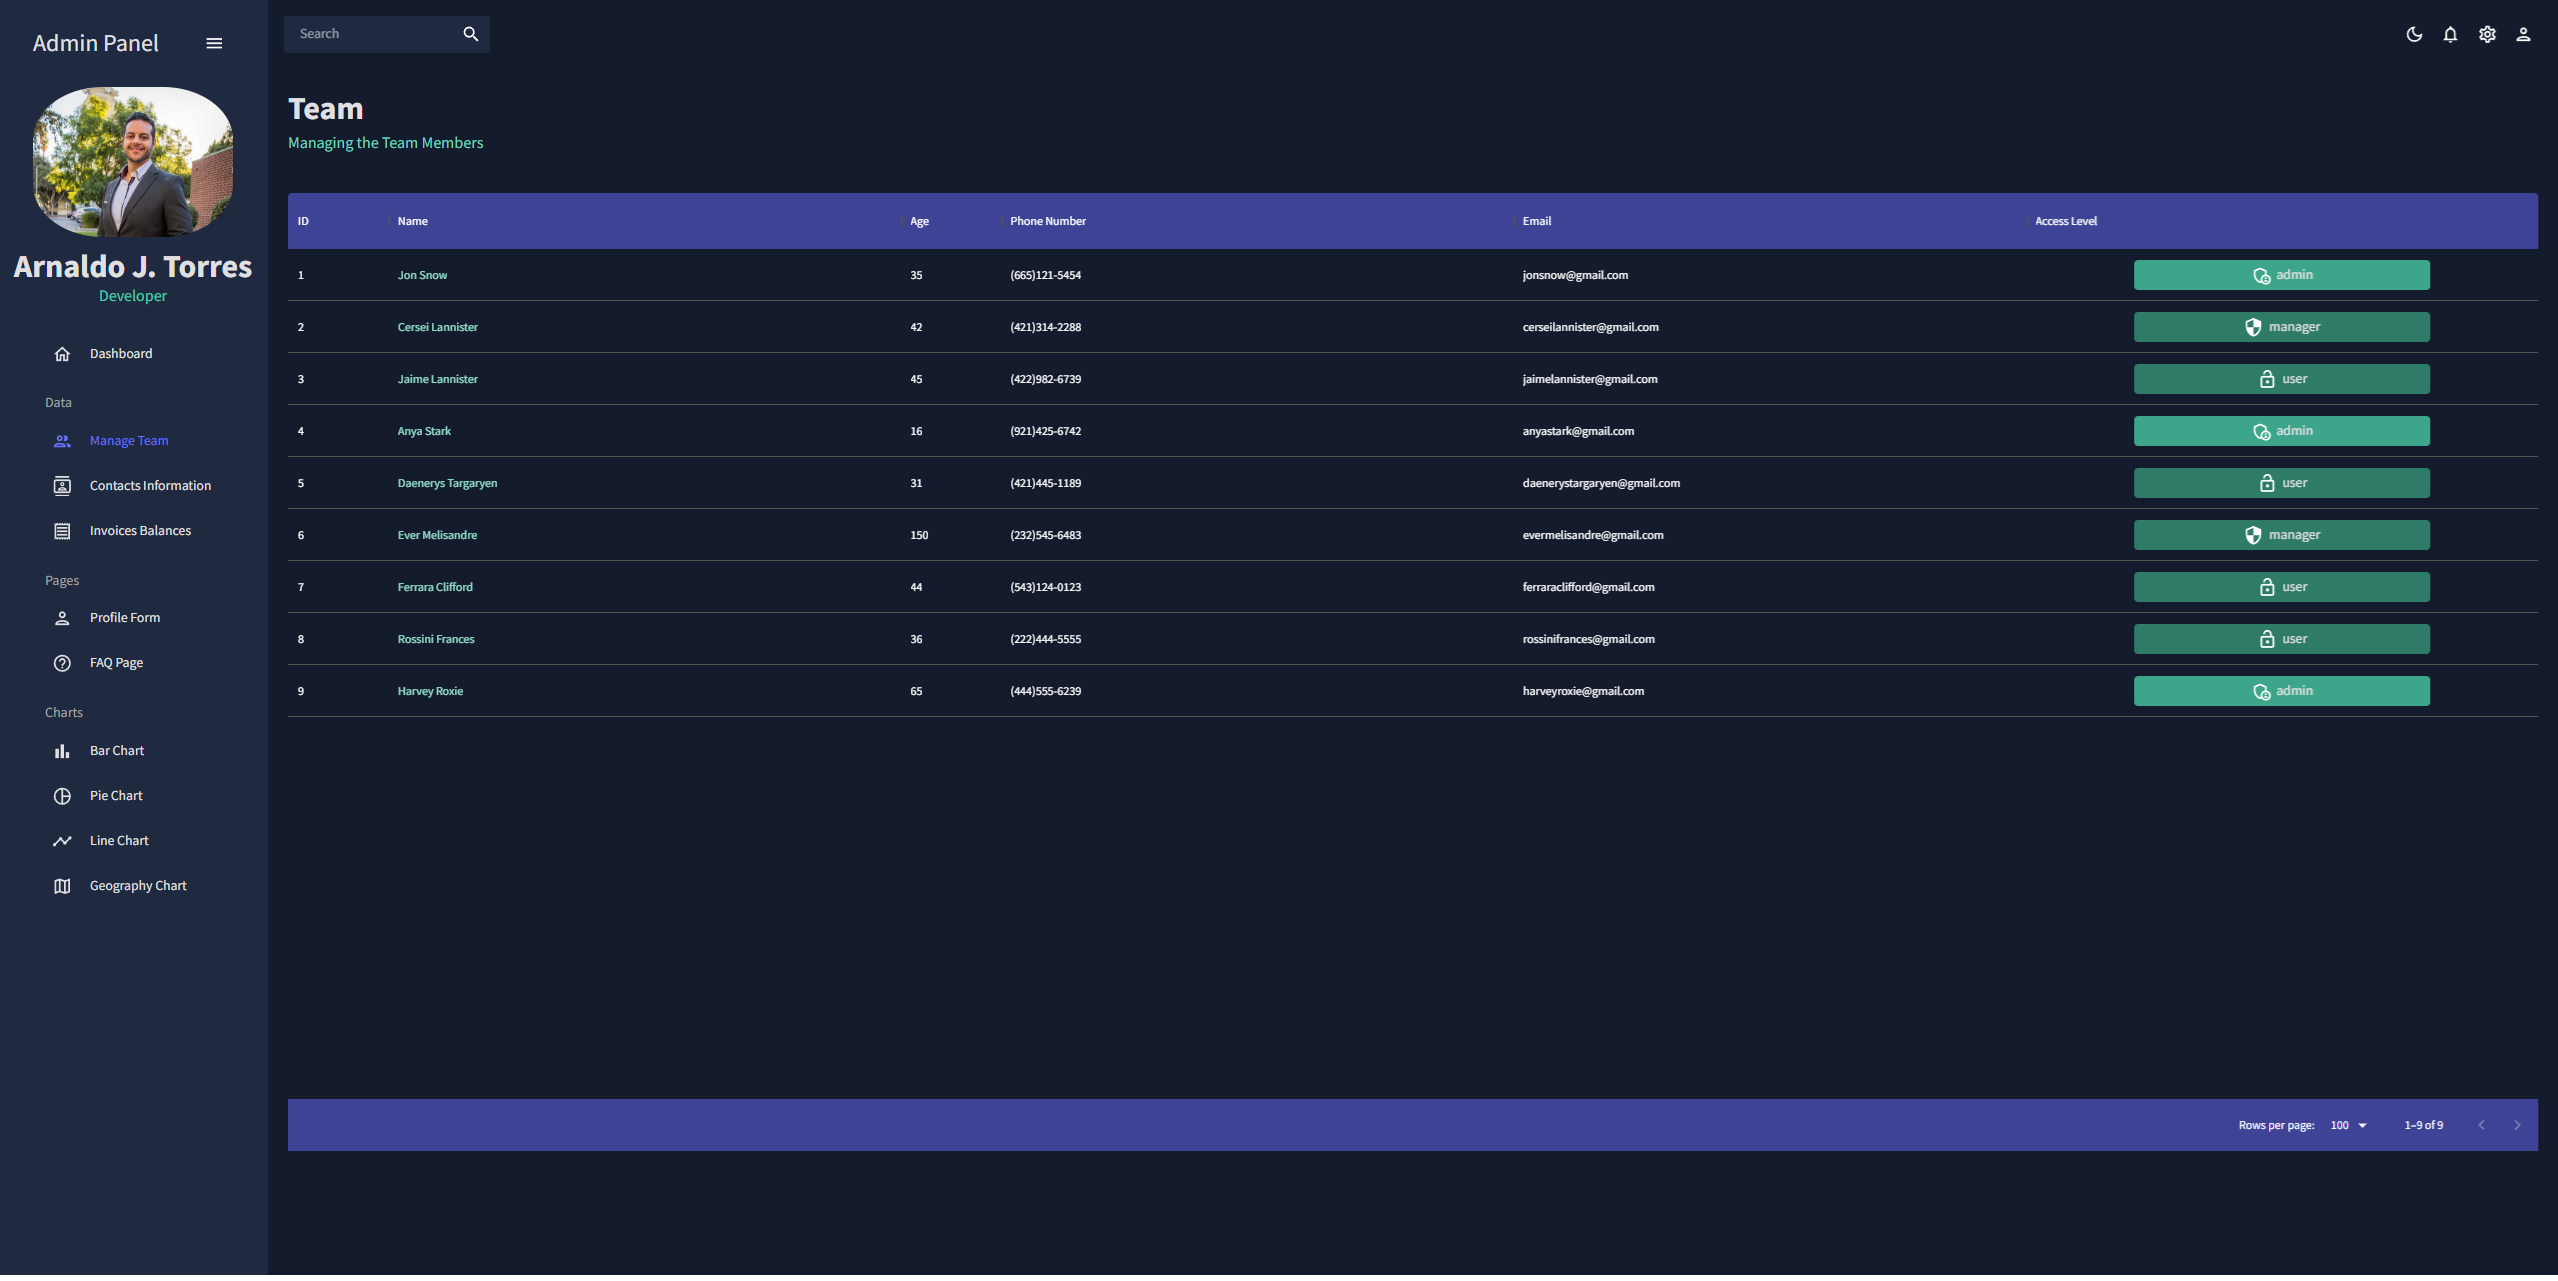 Admin Panel
Arnaldo J. Torres
Developer
Dashboard
Data
Manage Team
Contacts Information
Invoices Balances
Pages
Profile Form
FAQ Page
Charts
Bar Chart
Pie Chart
Line Chart
Geography Chart
Search
Team
Managing the Team Members
ID Name Age Phone Number Email Access Level
1 Jon Snow 35 (665)121-5454 jonsnow@gmail.com admin
2 Cersei Lannister 42 (421)314-2288 cerseilannister@gmail.com manager
3 Jaime Lannister 45 (422)982-6739 jaimelannister@gmail.com user
4 Anya Stark 16 (921)425-6742 anyastark@gmail.com admin
5 Daenerys Targaryen 31 (421)445-1189 daenerystargaryen@gmail.com user
6 Ever Melisandre 150 (232)545-6483 evermelisandre@gmail.com manager
7 Ferrara Clifford 44 (543)124-0123 ferraraclifford@gmail.com user
8 Rossini Frances 36 (222)444-5555 rossinifrances@gmail.com user
9 Harvey Roxie 65 (444)555-6239 harveyroxie@gmail.com admin
Rows per page: 100 1–9 of 9